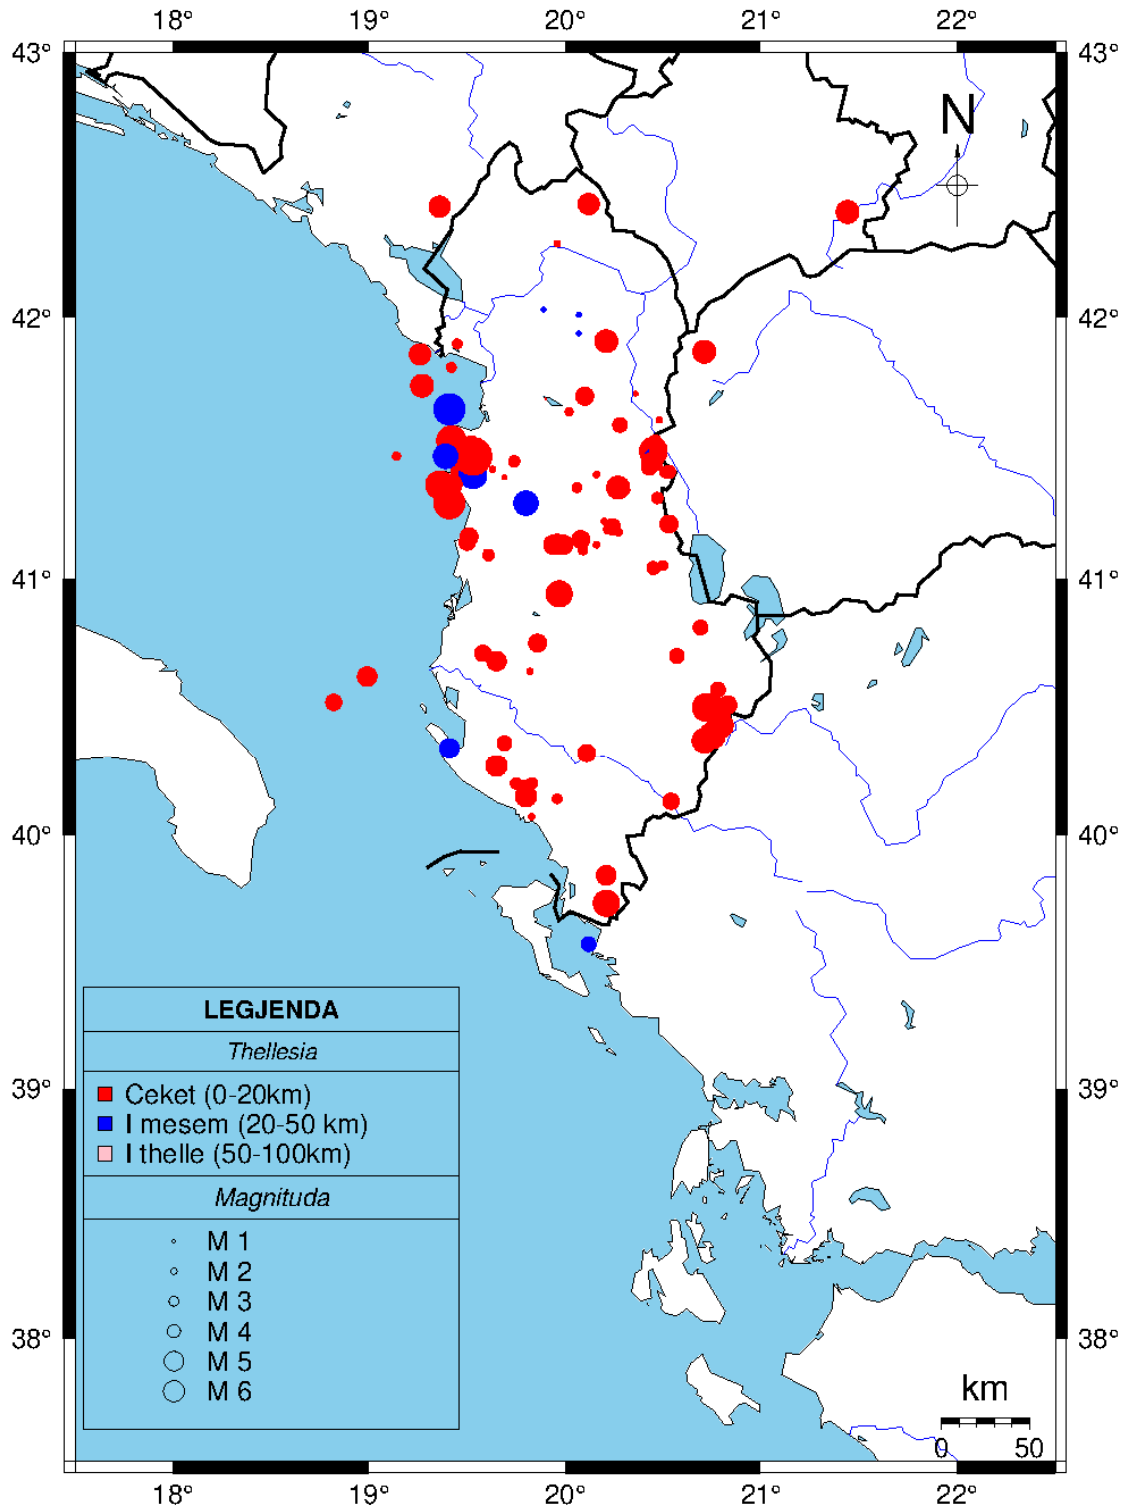 18° 19° 20° 21° 22°
43° 43°
N
42° 42°
41° 41°
40° 40°
LEGJENDA
Thellesia
39° 39°
Ceket (0-20km)
I mesem (20-50 km)
I thelle (50-100km)
Magnituda
M 1
M 2
M 3
M 4
38° 38°
M 5
M 6
km
0 50
18° 19° 20° 21° 22°